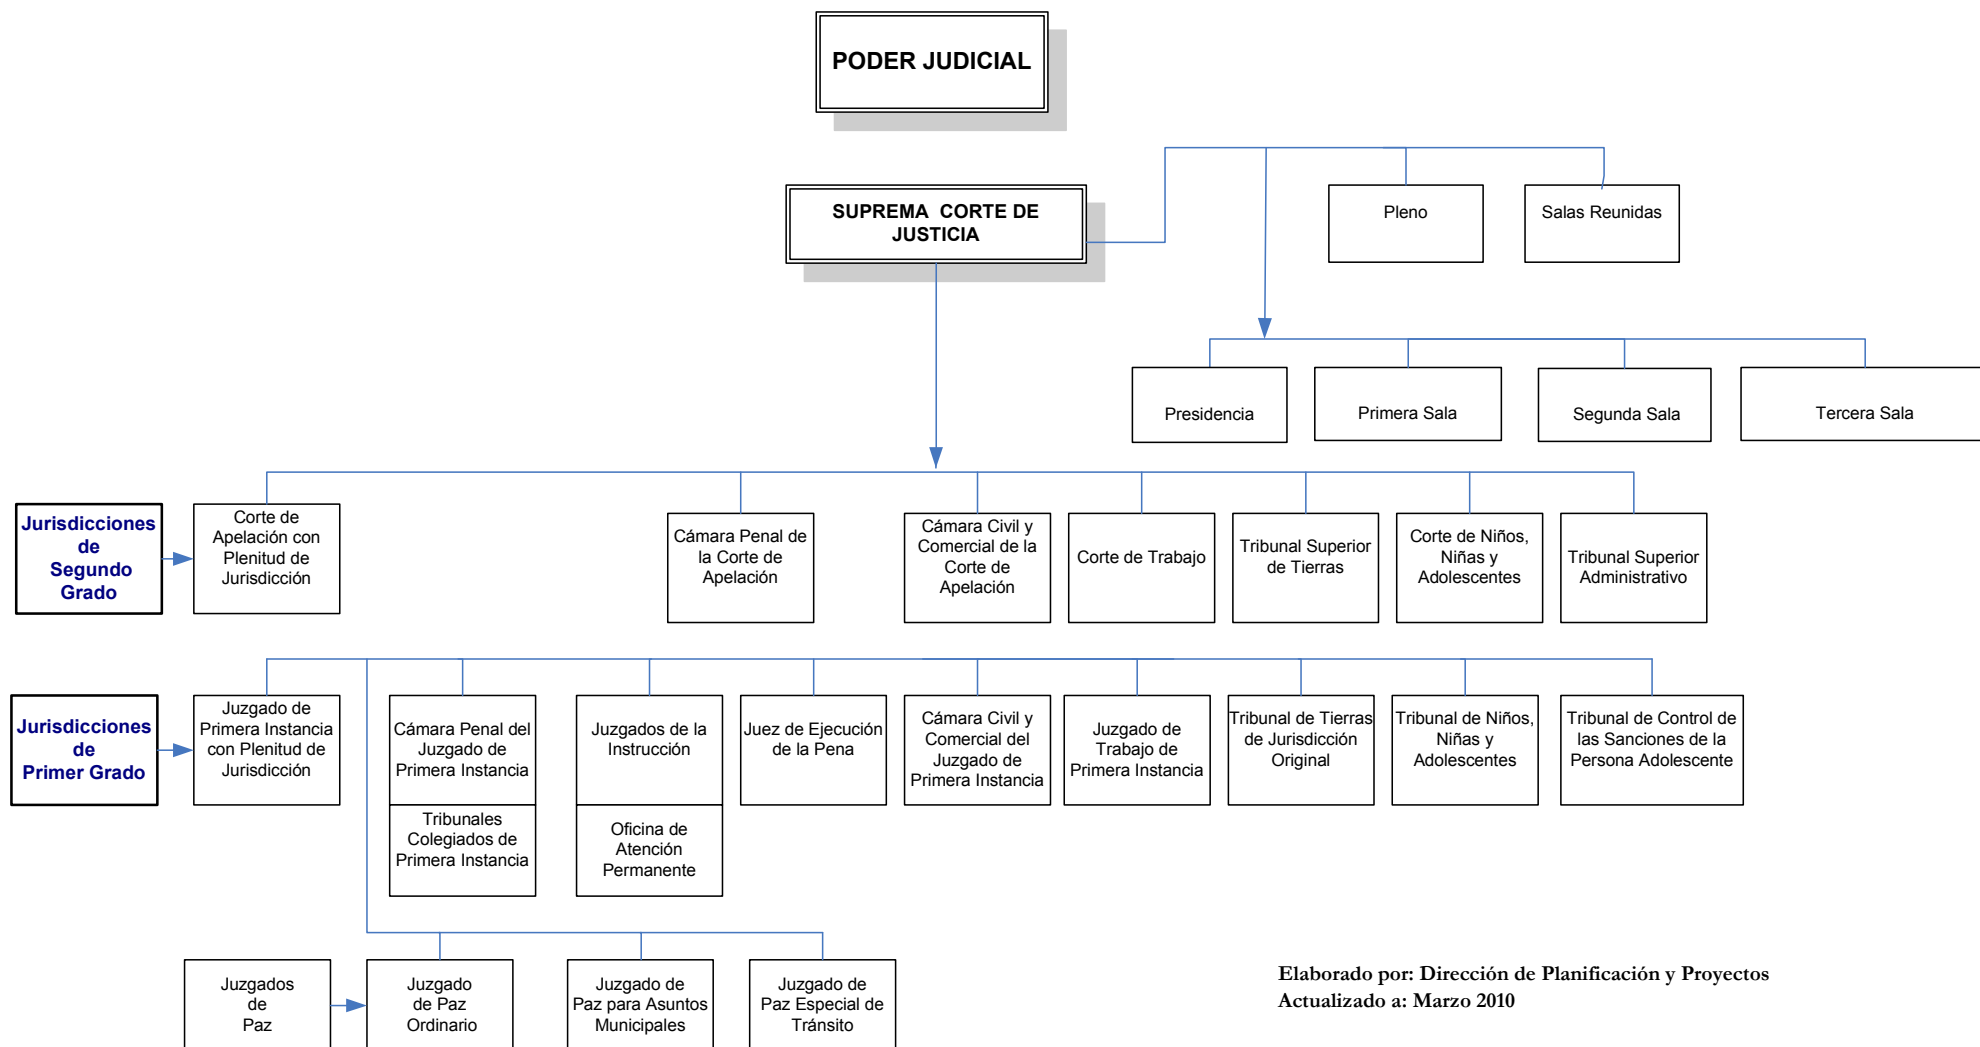 PODER JUDICIAL
SUPREMA CORTE DE
JUSTICIA
Pleno
Salas Reunidas
Presidencia
Primera Sala
Segunda Sala
Tercera Sala
Jurisdicciones
de
Segundo
Grado
Corte de
Apelación con
Plenitud de
Jurisdicción
Cámara Penal de
la Corte de
Apelación
Cámara Civil y
Comercial de la
Corte de
Apelación
Corte de Trabajo
Tribunal Superior
de Tierras
Corte de Niños,
Niñas y
Adolescentes
Tribunal Superior
Administrativo
Jurisdicciones
de
Primer Grado
Juzgado de
Primera Instancia
con Plenitud de
Jurisdicción
Cámara Penal del
Juzgado de
Primera Instancia
Tribunales
Colegiados de
Primera Instancia
Juzgados de la
Instrucción
Oficina de
Atención
Permanente
Juez de Ejecución
de la Pena
Cámara Civil y
Comercial del
Juzgado de
Primera Instancia
Juzgado de
Trabajo de
Primera Instancia
Tribunal de Tierras
de Jurisdicción
Original
Tribunal de Niños,
Niñas y
Adolescentes
Tribunal de Control de
las Sanciones de la
Persona Adolescente
Juzgados
de
Paz
Juzgado
de Paz
Ordinario
Juzgado de
Paz para Asuntos
Municipales
Juzgado de
Paz Especial de
Tránsito
Elaborado por: Dirección de Planificación y Proyectos
Actualizado a: Marzo 2010